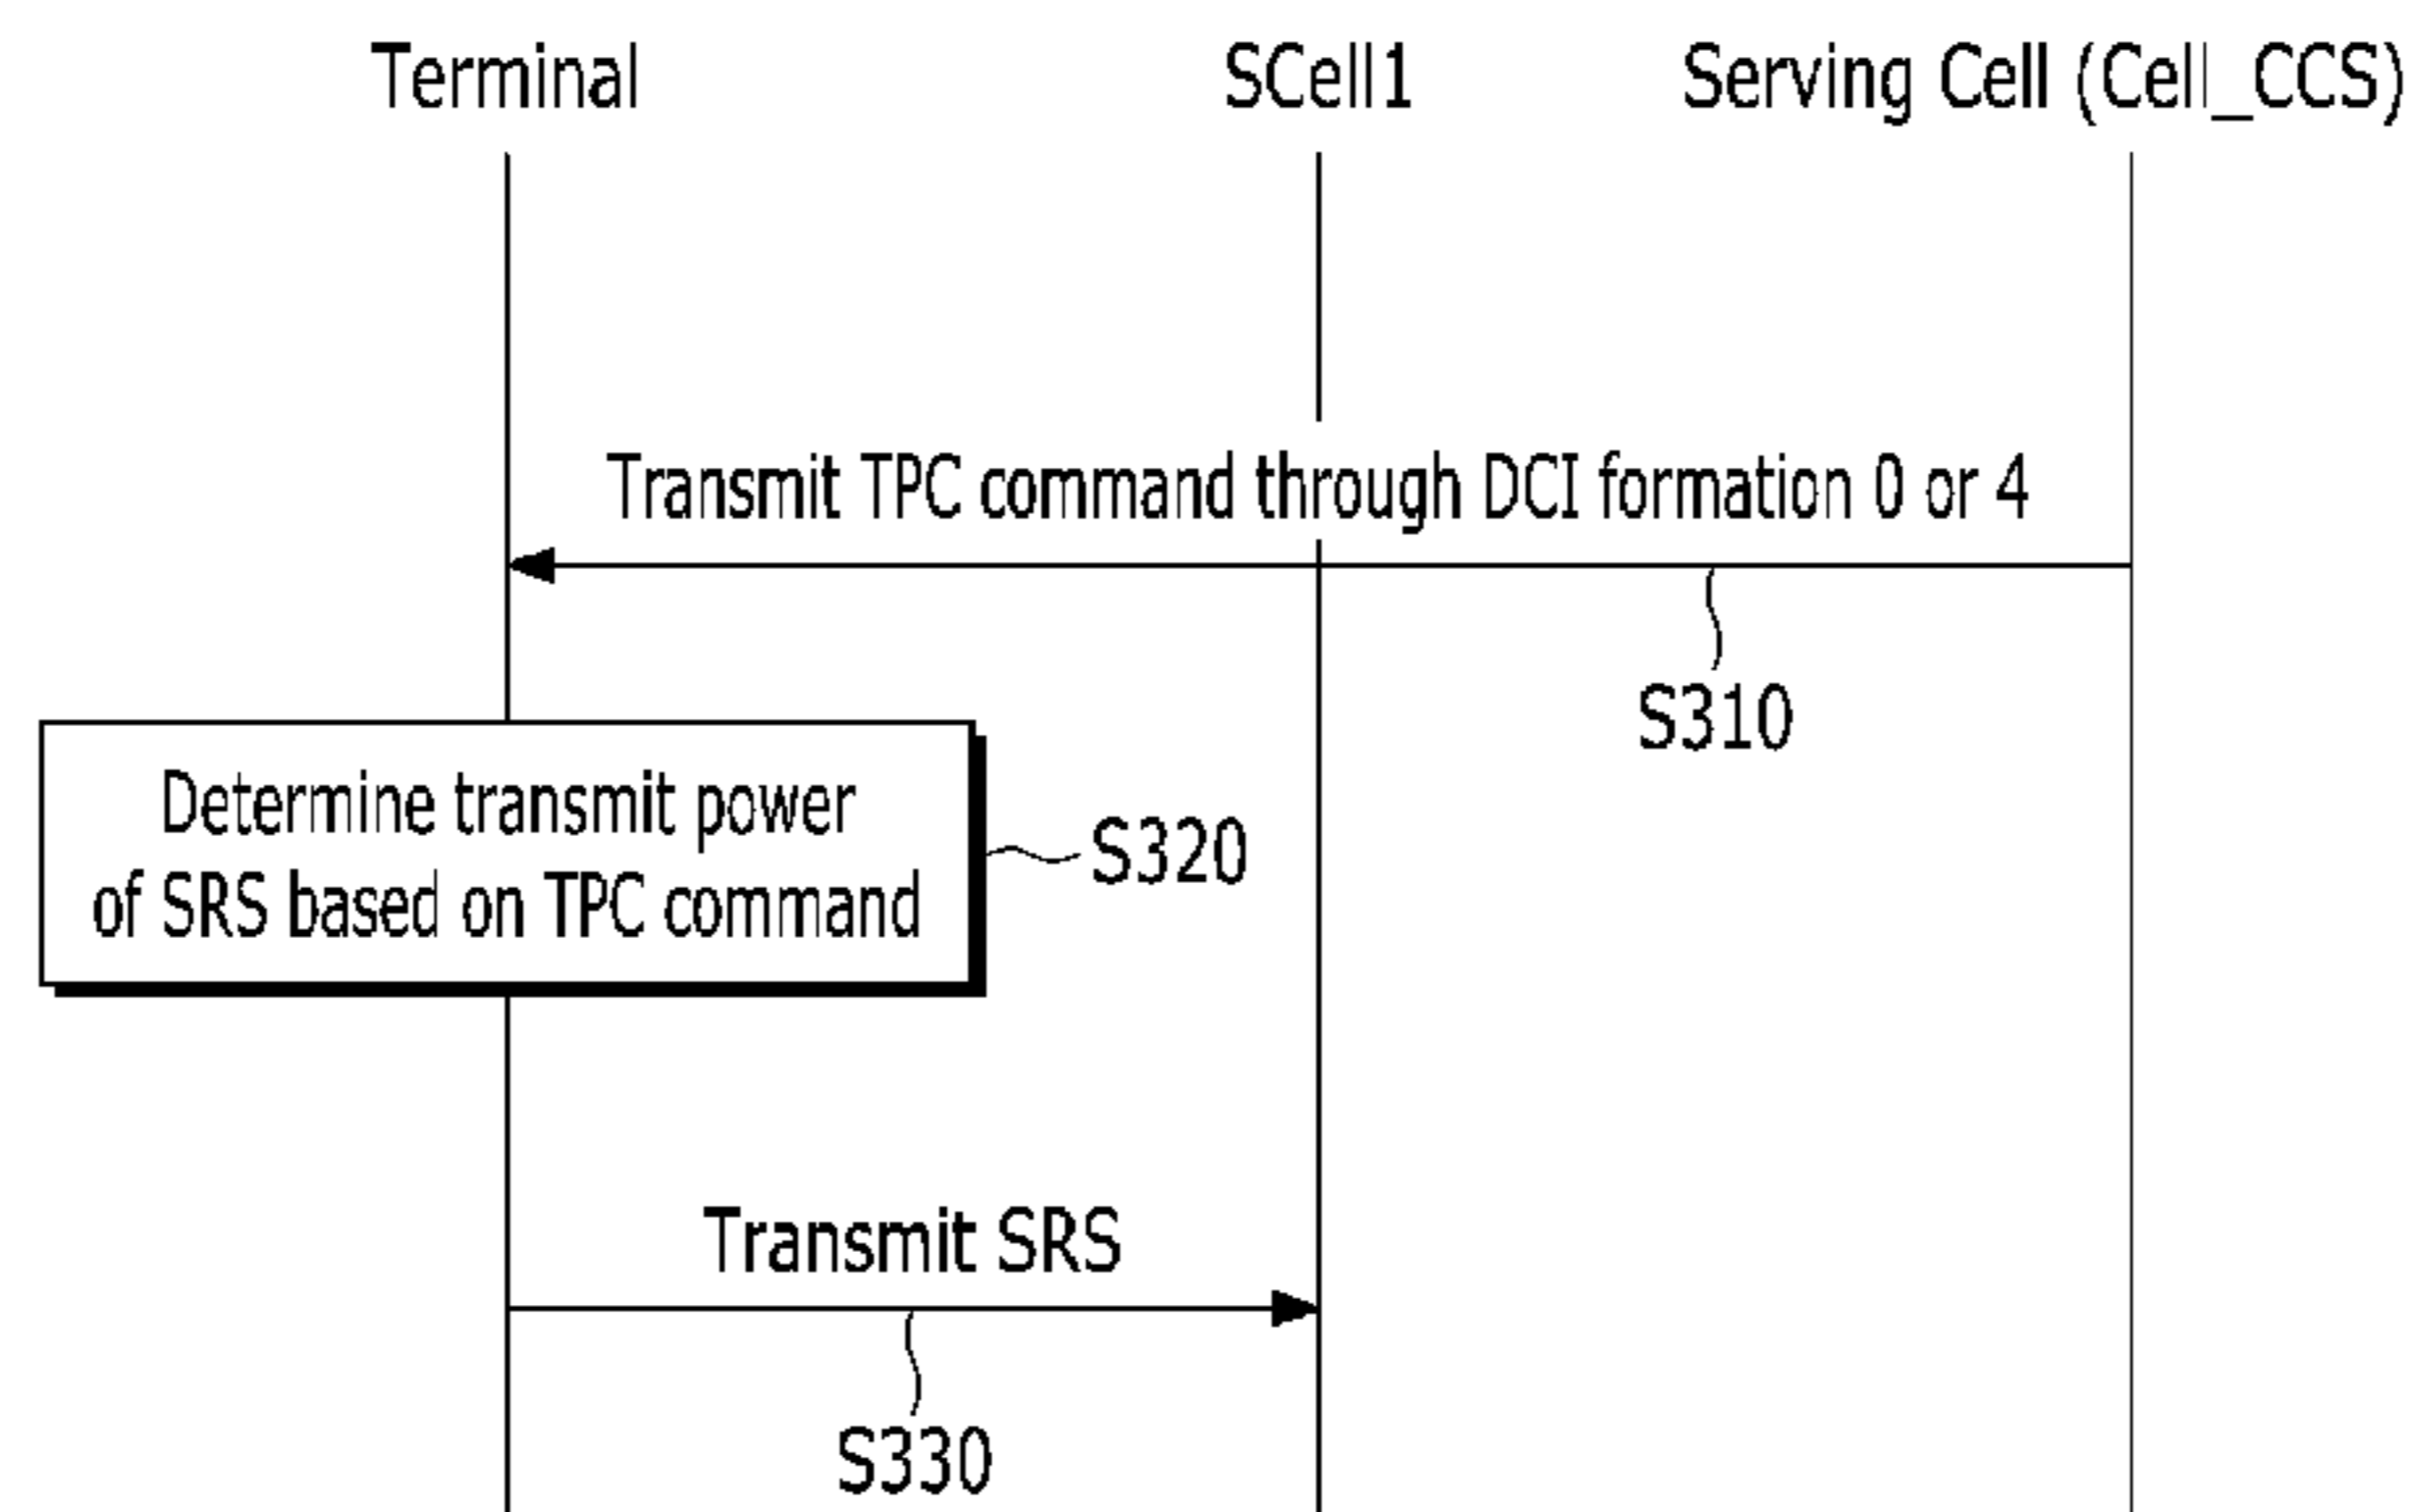 Terminal
SCell1
Serving Cell (Cell_CCS)
Transmit TPC command through DCI formation 0 or 4
S310
Determine transmit power
of SRS based on TPC command
S320
Transmit SRS
S330